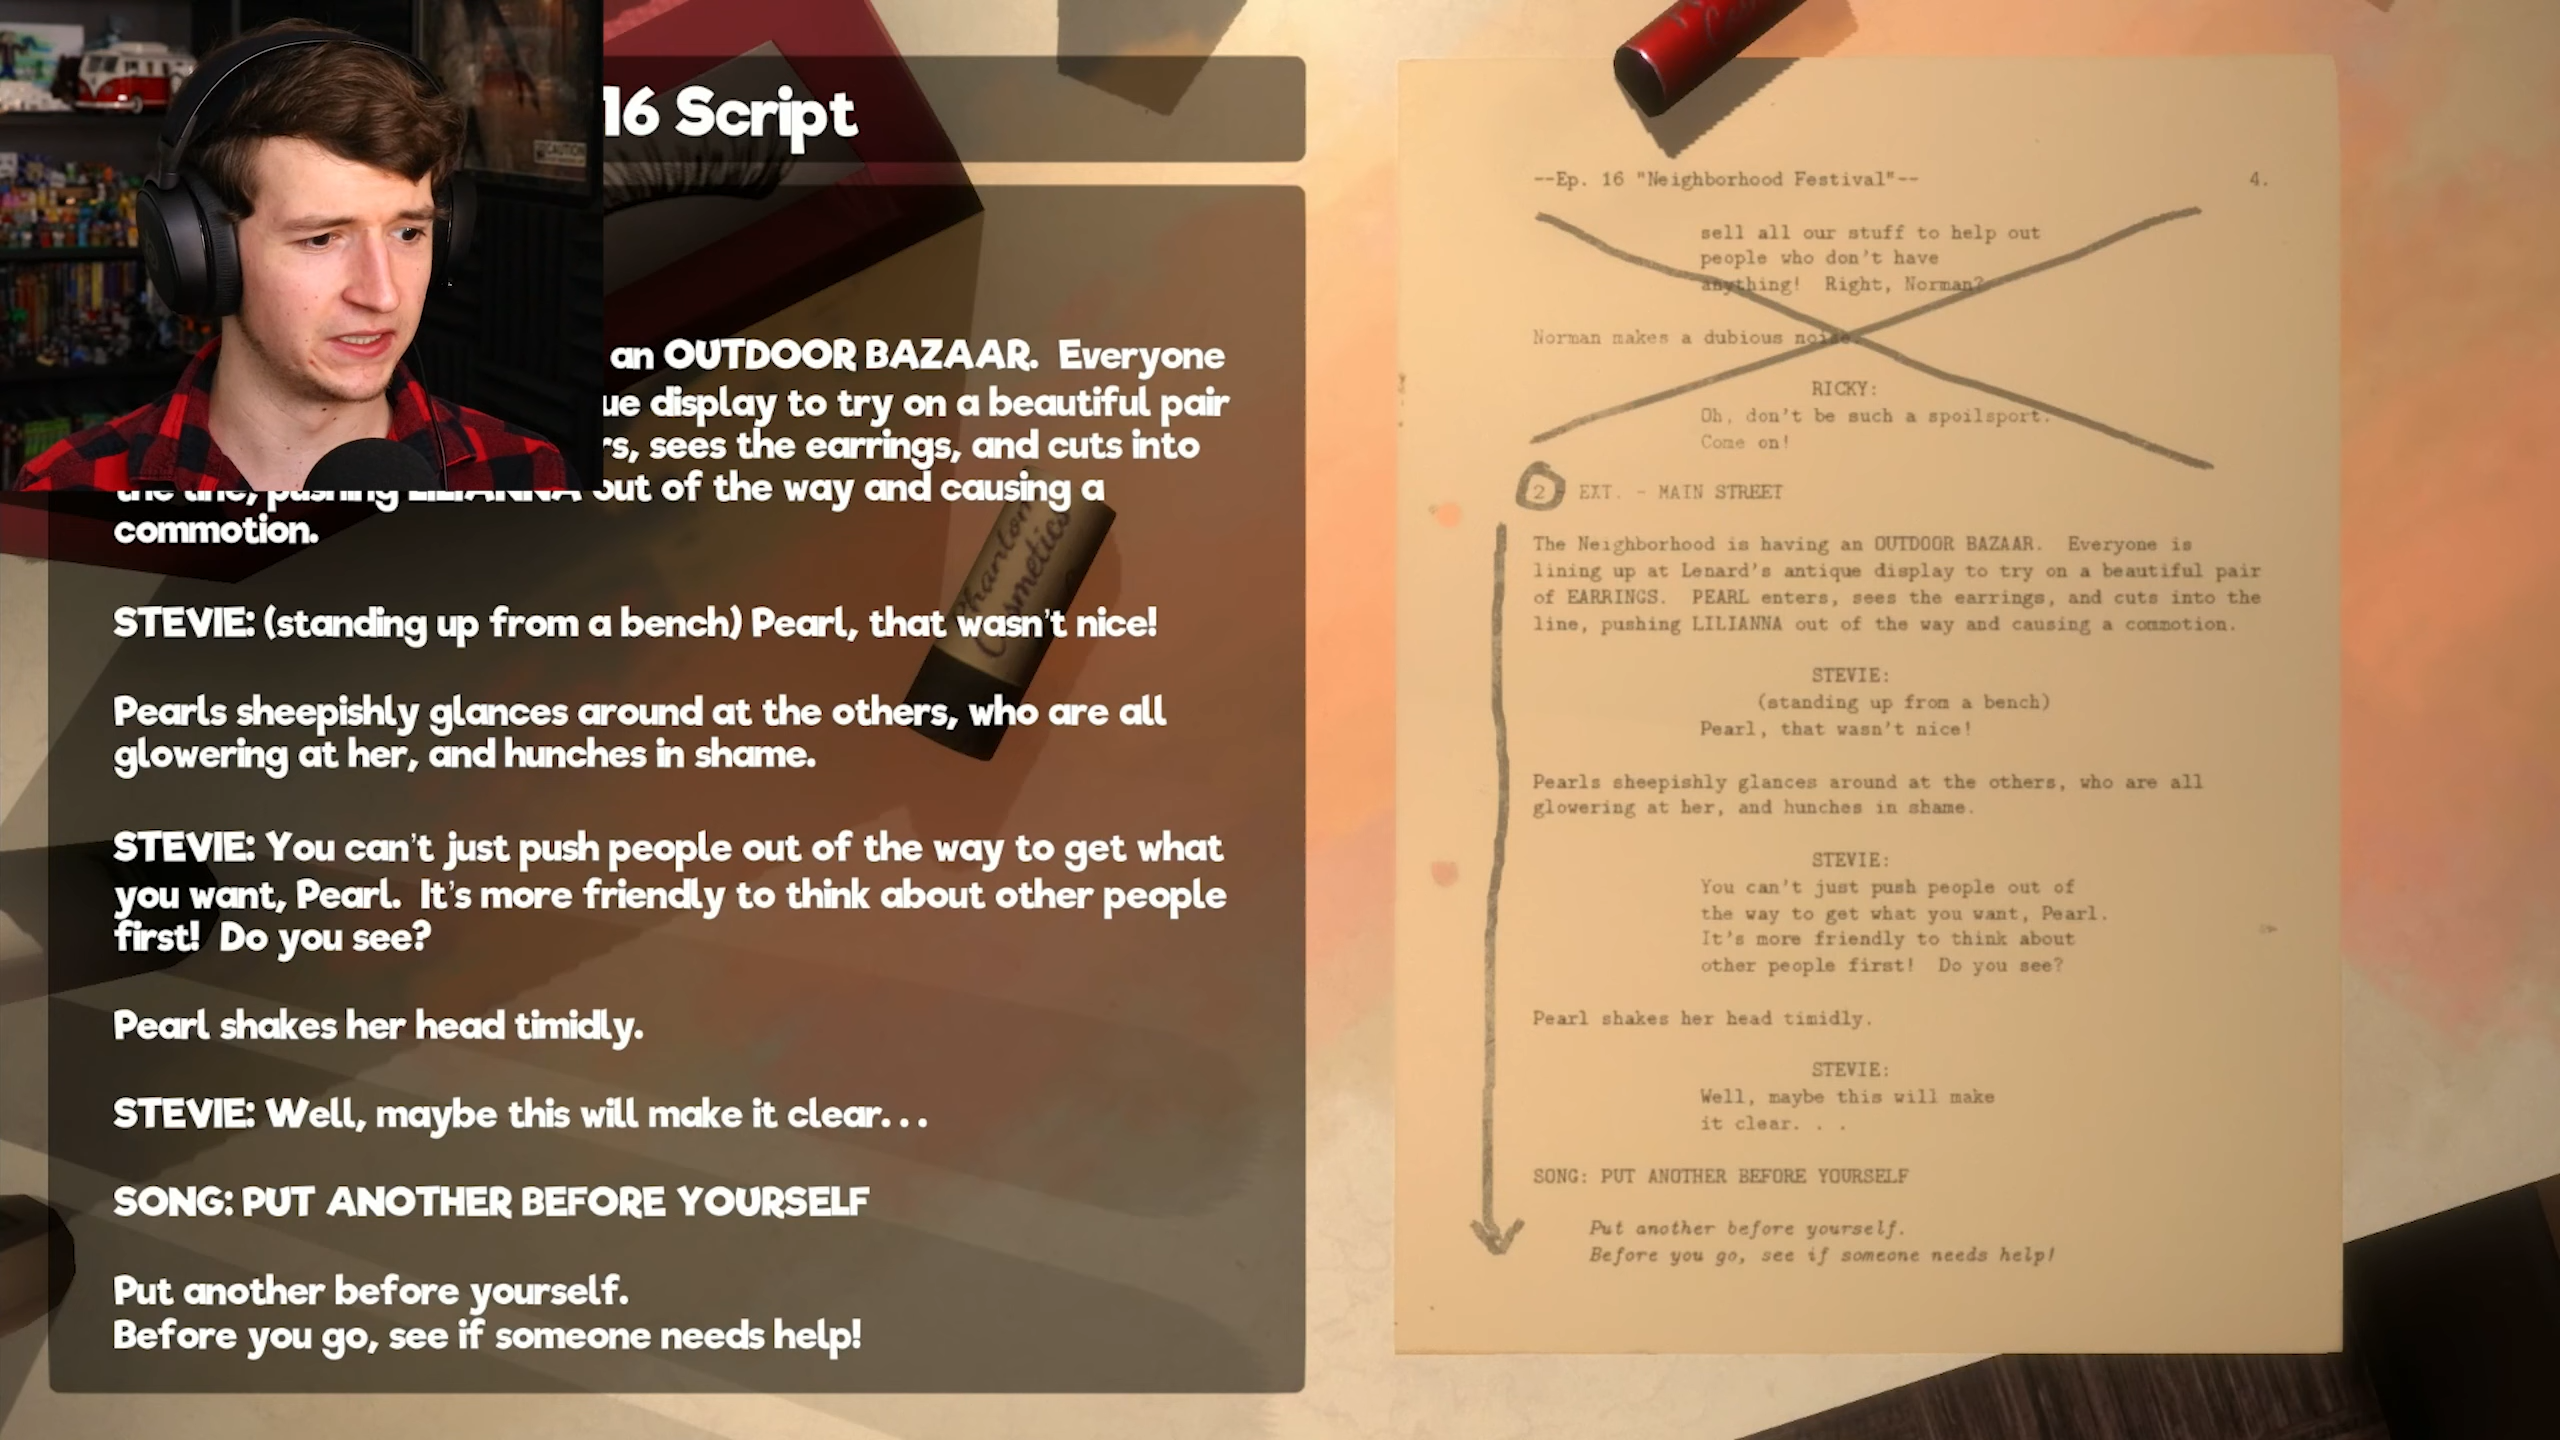 16 Script
an OUTDOOR BAZAAR.  Everyone
ue display to try on a beautiful pair
rs, sees the earrings, and cuts into
the line, pushing LILIANNA out of the way and causing a
commotion.
STEVIE: (standing up from a bench) Pearl, that wasn't nice!
Pearls sheepishly glances around at the others, who are all
glowering at her, and hunches in shame.
STEVIE: You can't just push people out of the way to get what
you want, Pearl.  It's more friendly to think about other people
first!  Do you see?
Pearl shakes her head timidly.
STEVIE: Well, maybe this will make it clear...
SONG: PUT ANOTHER BEFORE YOURSELF
Put another before yourself.
Before you go, see if someone needs help!
CAUTION
Phantom
Cosmetics
--Ep. 16 "Neighborhood Festival"-- 4.
sell all our stuff to help out
people who don't have
anything!  Right, Norman?
Norman makes a dubious noise.
RICKY:
Oh, don't be such a spoilsport.
Come on!
2 EXT. - MAIN STREET
The Neighborhood is having an OUTDOOR BAZAAR.  Everyone is
lining up at Lenard's antique display to try on a beautiful pair
of EARRINGS.  PEARL enters, sees the earrings, and cuts into the
line, pushing LILIANNA out of the way and causing a commotion.
STEVIE:
(standing up from a bench)
Pearl, that wasn't nice!
Pearls sheepishly glances around at the others, who are all
glowering at her, and hunches in shame.
STEVIE:
You can't just push people out of
the way to get what you want, Pearl.
It's more friendly to think about
other people first!  Do you see?
Pearl shakes her head timidly.
STEVIE:
Well, maybe this will make
it clear. . .
SONG: PUT ANOTHER BEFORE YOURSELF
Put another before yourself.
Before you go, see if someone needs help!